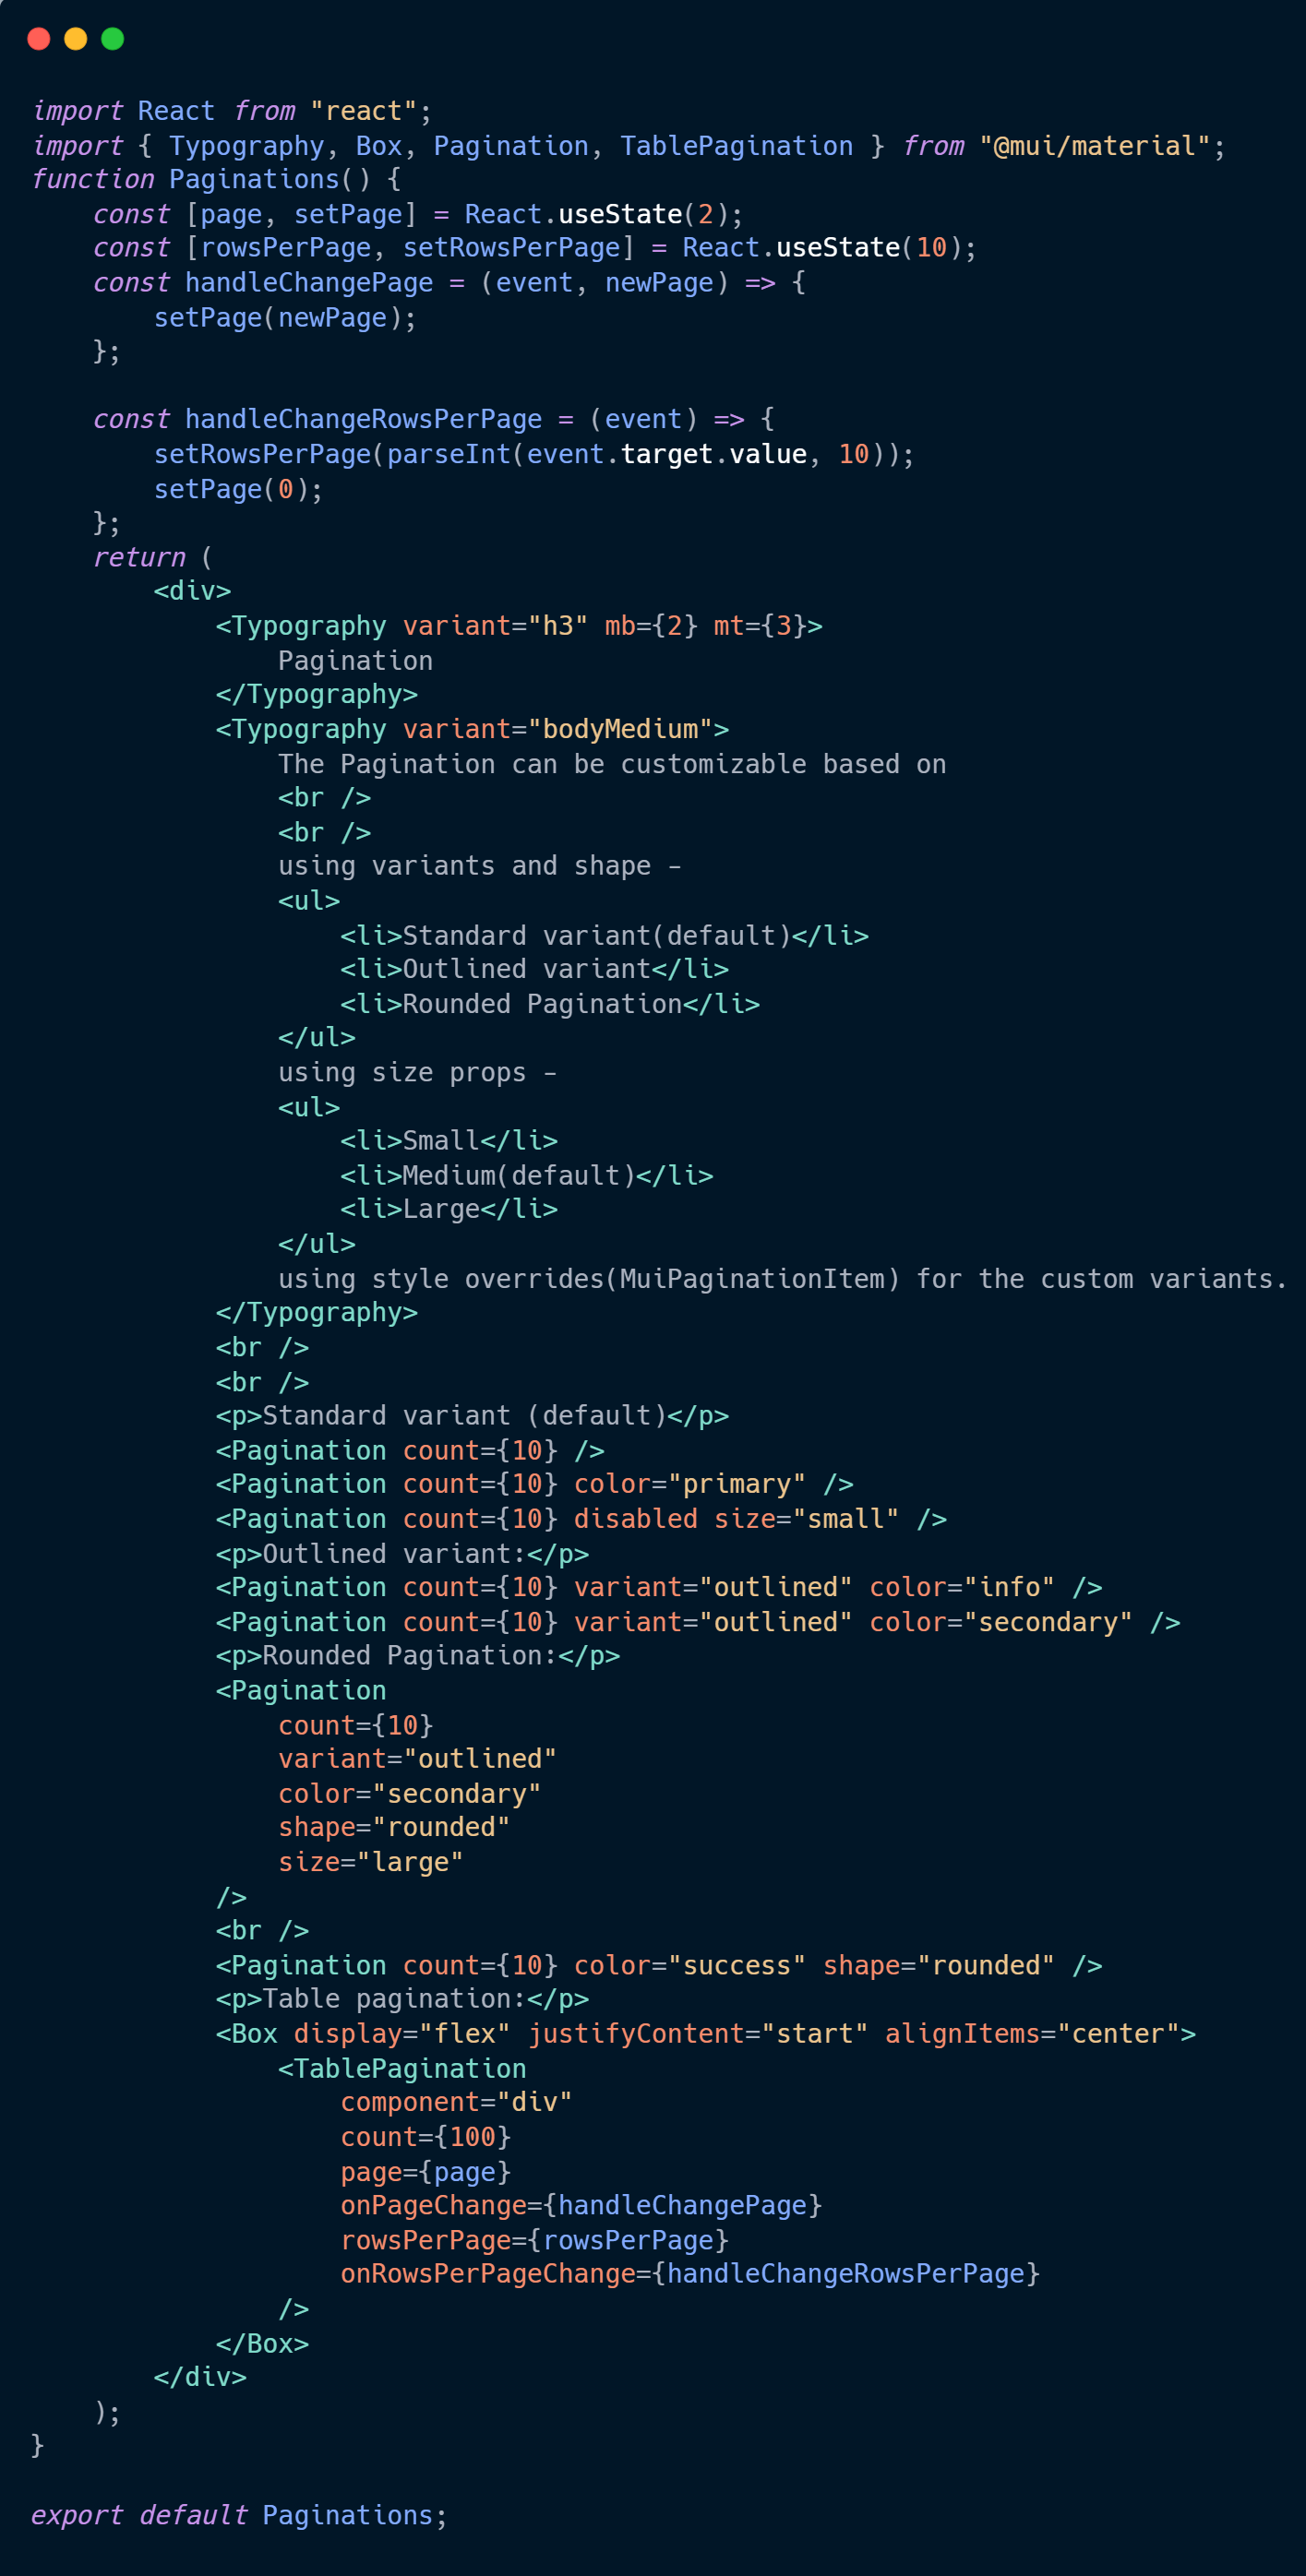 import React from "react";
import { Typography, Box, Pagination, TablePagination } from "@mui/material";
function Paginations() {
    const [page, setPage] = React.useState(2);
    const [rowsPerPage, setRowsPerPage] = React.useState(10);
    const handleChangePage = (event, newPage) => {
        setPage(newPage);
    };

    const handleChangeRowsPerPage = (event) => {
        setRowsPerPage(parseInt(event.target.value, 10));
        setPage(0);
    };
    return (
        <div>
            <Typography variant="h3" mb={2} mt={3}>
                Pagination
            </Typography>
            <Typography variant="bodyMedium">
                The Pagination can be customizable based on
                <br />
                <br />
                using variants and shape -
                <ul>
                    <li>Standard variant(default)</li>
                    <li>Outlined variant</li>
                    <li>Rounded Pagination</li>
                </ul>
                using size props -
                <ul>
                    <li>Small</li>
                    <li>Medium(default)</li>
                    <li>Large</li>
                </ul>
                using style overrides(MuiPaginationItem) for the custom variants.
            </Typography>
            <br />
            <br />
            <p>Standard variant (default)</p>
            <Pagination count={10} />
            <Pagination count={10} color="primary" />
            <Pagination count={10} disabled size="small" />
            <p>Outlined variant:</p>
            <Pagination count={10} variant="outlined" color="info" />
            <Pagination count={10} variant="outlined" color="secondary" />
            <p>Rounded Pagination:</p>
            <Pagination
                count={10}
                variant="outlined"
                color="secondary"
                shape="rounded"
                size="large"
            />
            <br />
            <Pagination count={10} color="success" shape="rounded" />
            <p>Table pagination:</p>
            <Box display="flex" justifyContent="start" alignItems="center">
                <TablePagination
                    component="div"
                    count={100}
                    page={page}
                    onPageChange={handleChangePage}
                    rowsPerPage={rowsPerPage}
                    onRowsPerPageChange={handleChangeRowsPerPage}
                />
            </Box>
        </div>
    );
}

export default Paginations;